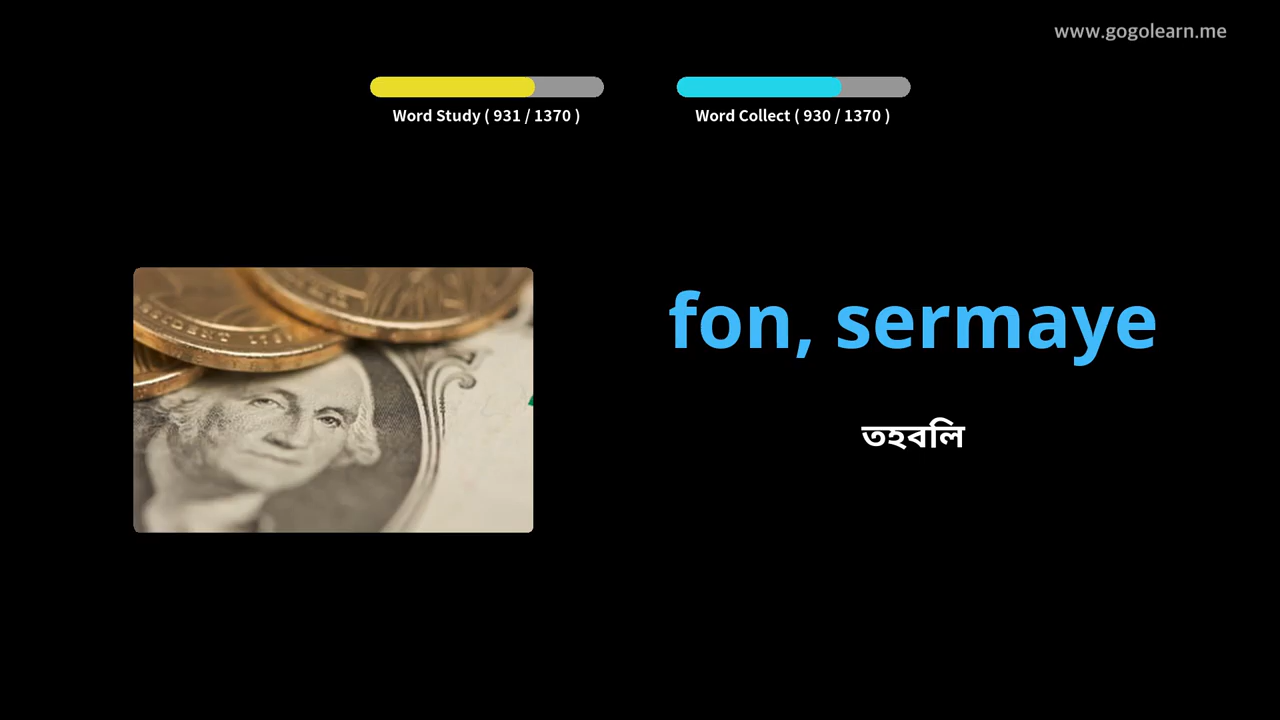 www.gogolearn.me
Word Study ( 931 / 1370 )
Word Collect ( 930 / 1370 )
fon, sermaye
তহবলি